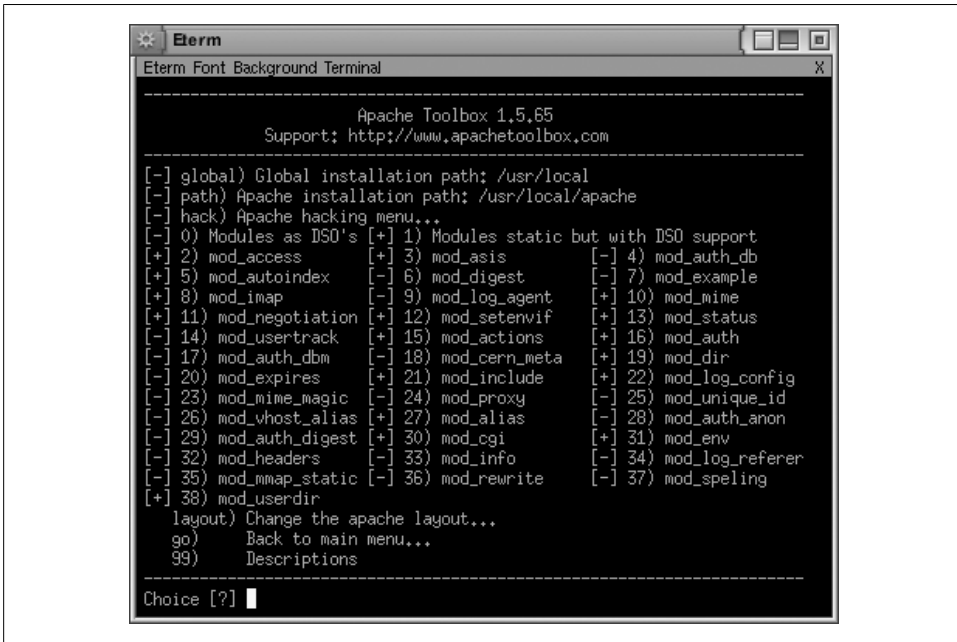 Eterm
Eterm Font Background Terminal X
--------------------------------------------------------------------------------
Apache Toolbox 1.5.65
Support: http://www.apachetoolbox.com
--------------------------------------------------------------------------------
[-] global) Global installation path: /usr/local
[-] path) Apache installation path: /usr/local/apache
[-] hack) Apache hacking menu...
[-] 0) Modules as DSO's [+] 1) Modules static but with DSO support
[+] 2) mod_access [+] 3) mod_asis [-] 4) mod_auth_db
[+] 5) mod_autoindex [-] 6) mod_digest [-] 7) mod_example
[+] 8) mod_imap [-] 9) mod_log_agent [+] 10) mod_mime
[+] 11) mod_negotiation [+] 12) mod_setenvif [+] 13) mod_status
[-] 14) mod_usertrack [+] 15) mod_actions [+] 16) mod_auth
[-] 17) mod_auth_dbm [-] 18) mod_cern_meta [+] 19) mod_dir
[-] 20) mod_expires [+] 21) mod_include [+] 22) mod_log_config
[-] 23) mod_mime_magic [-] 24) mod_proxy [-] 25) mod_unique_id
[-] 26) mod_vhost_alias [+] 27) mod_alias [-] 28) mod_auth_anon
[-] 29) mod_auth_digest [+] 30) mod_cgi [+] 31) mod_env
[-] 32) mod_headers [-] 33) mod_info [-] 34) mod_log_referer
[-] 35) mod_mmap_static [-] 36) mod_rewrite [-] 37) mod_speling
[+] 38) mod_userdir
layout) Change the apache layout...
go) Back to main menu...
99) Descriptions
--------------------------------------------------------------------------------
Choice [?]